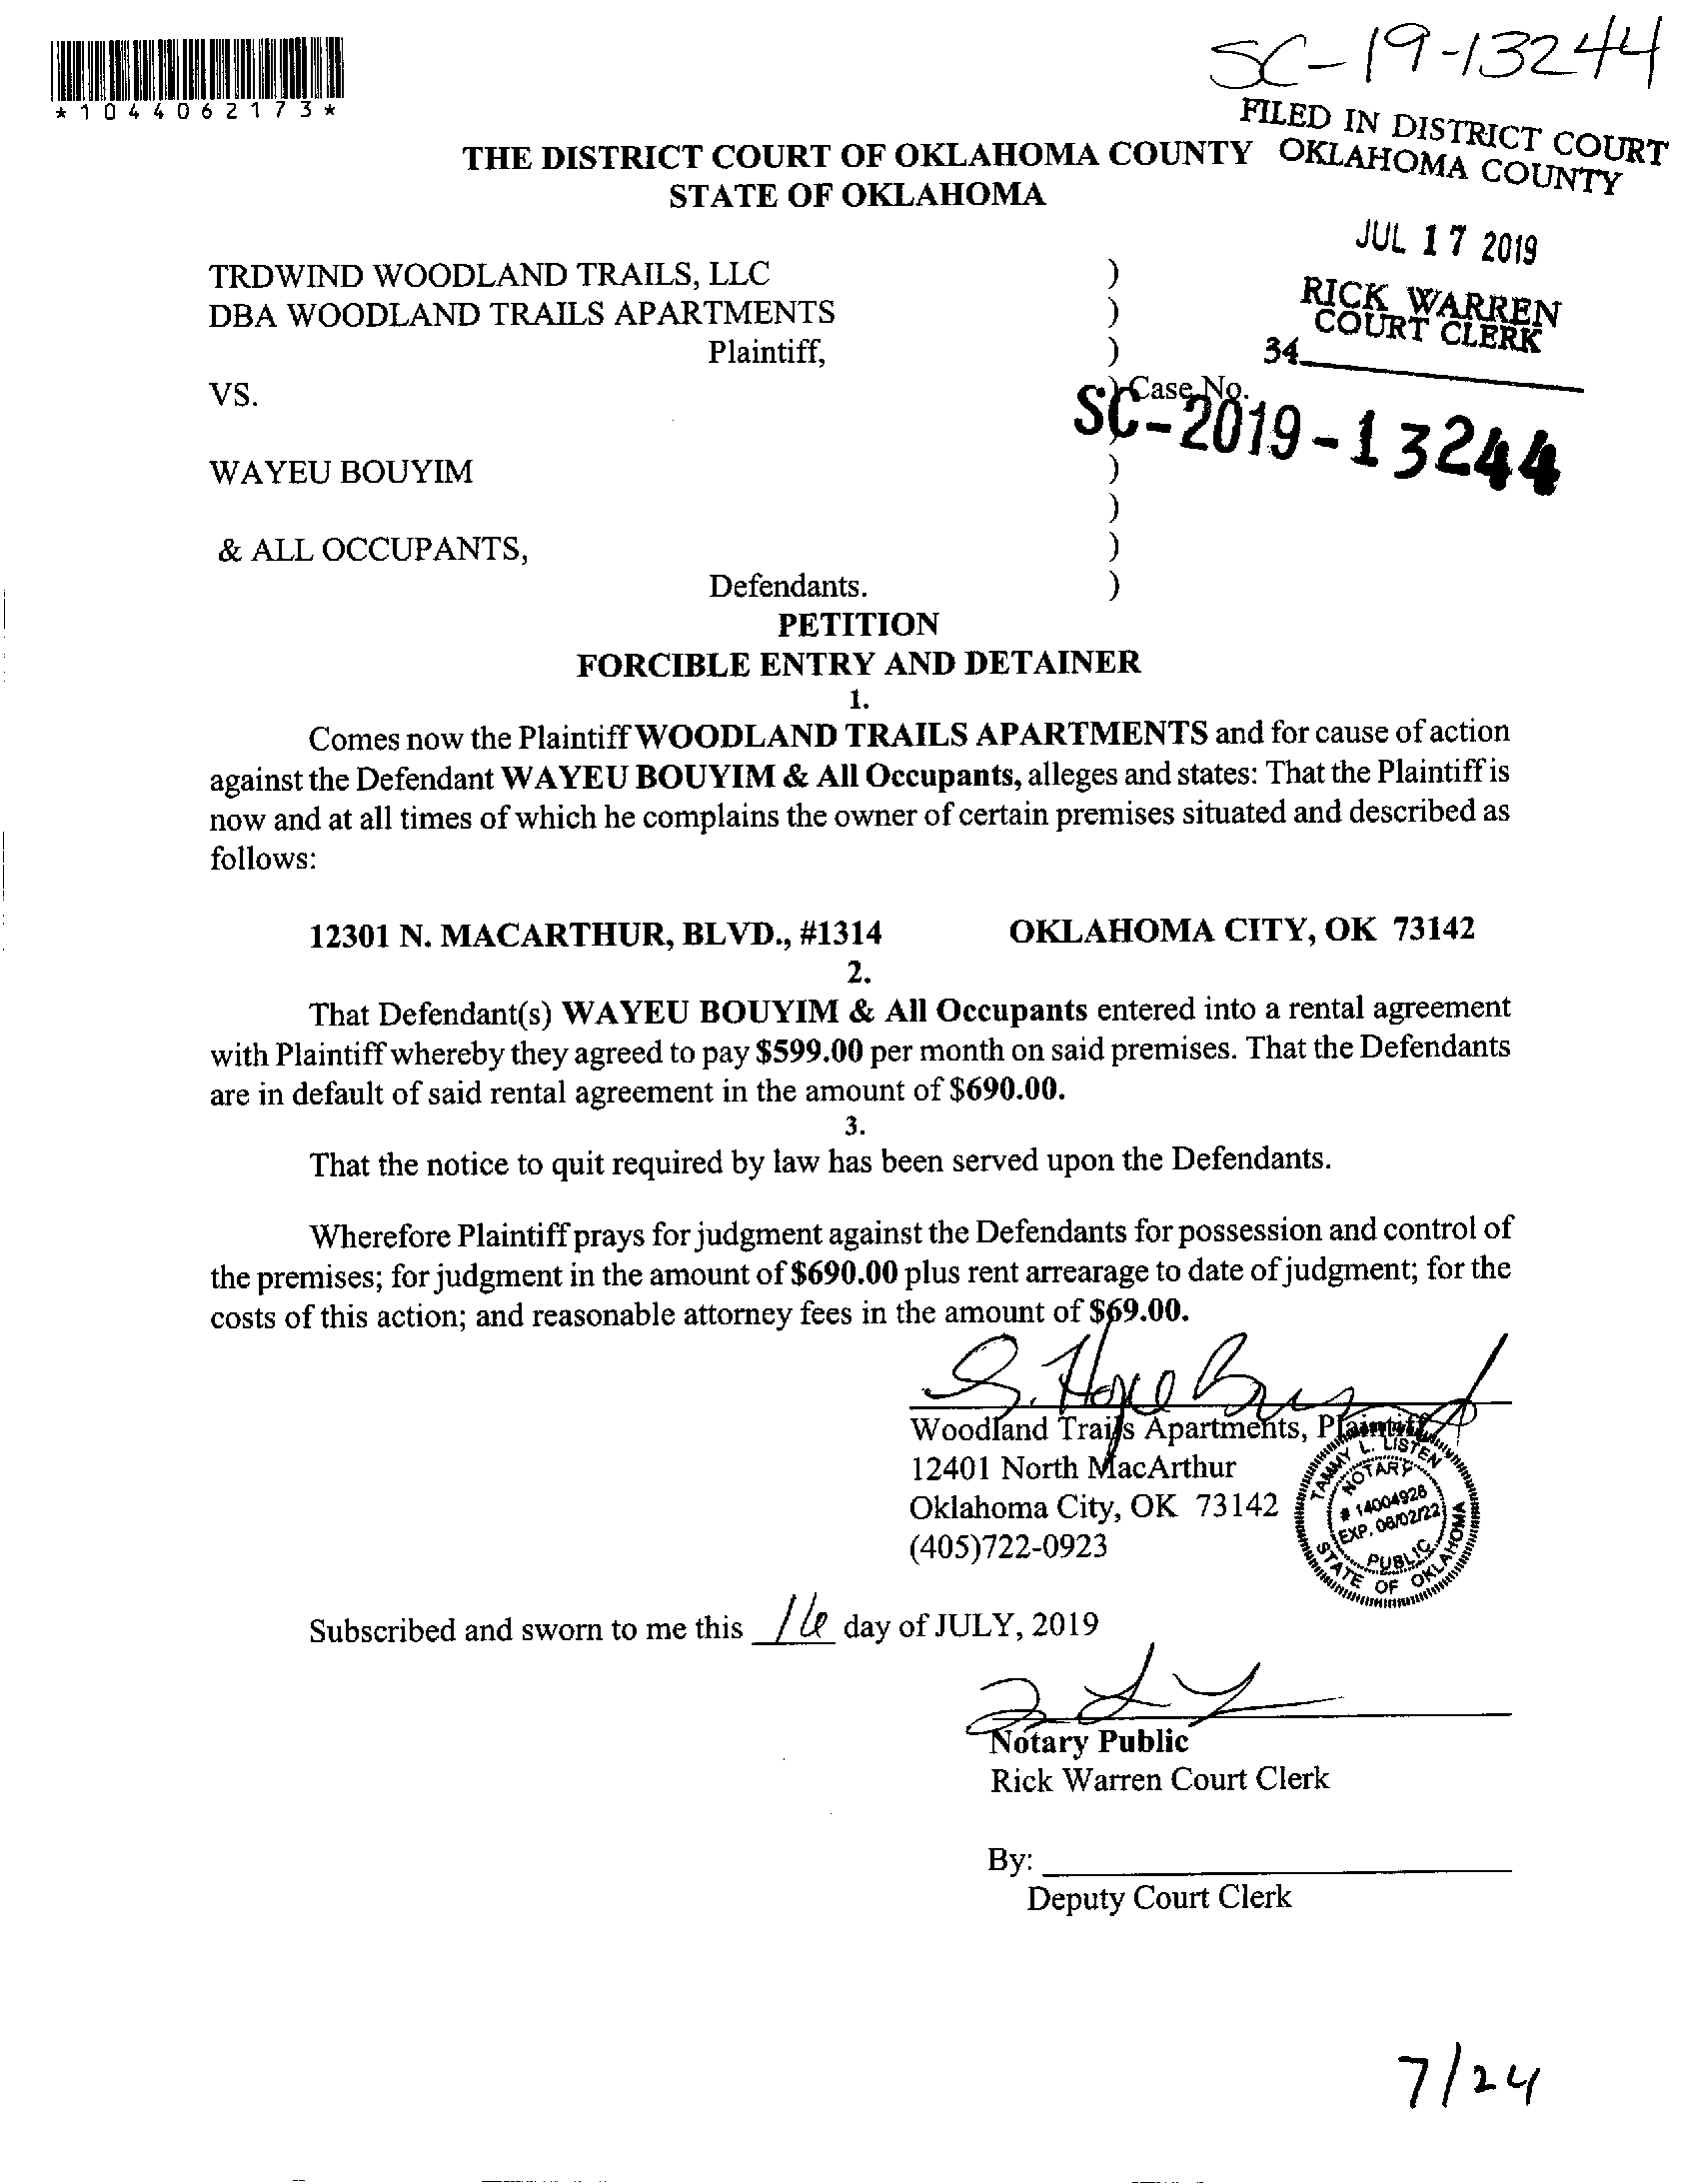 SC-19-13244
*1044062173*
FILED IN DISTRICT COURT
OKLAHOMA COUNTY
THE DISTRICT COURT OF OKLAHOMA COUNTY
STATE OF OKLAHOMA
JUL 17 2019
RICK WARREN
COURT CLERK
34
TRDWIND WOODLAND TRAILS, LLC )
DBA WOODLAND TRAILS APARTMENTS )
Plaintiff, )
VS. ) Case No.
SC-2019-13244
WAYEU BOUYIM )
)
& ALL OCCUPANTS, )
Defendants. )
PETITION
FORCIBLE ENTRY AND DETAINER
1.
Comes now the Plaintiff WOODLAND TRAILS APARTMENTS and for cause of action
against the Defendant WAYEU BOUYIM & All Occupants, alleges and states: That the Plaintiff is
now and at all times of which he complains the owner of certain premises situated and described as
follows:
12301 N. MACARTHUR, BLVD., #1314 OKLAHOMA CITY, OK 73142
2.
That Defendant(s) WAYEU BOUYIM & All Occupants entered into a rental agreement
with Plaintiff whereby they agreed to pay $599.00 per month on said premises. That the Defendants
are in default of said rental agreement in the amount of $690.00.
3.
That the notice to quit required by law has been served upon the Defendants.
Wherefore Plaintiff prays for judgment against the Defendants for possession and control of
the premises; for judgment in the amount of $690.00 plus rent arrearage to date of judgment; for the
costs of this action; and reasonable attorney fees in the amount of $69.00.
Woodland Trails Apartments, Plaintiff
12401 North MacArthur
Oklahoma City, OK 73142
(405)722-0923
TAMMY L. LISTEN
NOTARY
# 14004926
EXP. 06/02/22
PUBLIC
STATE OF OKLAHOMA
Subscribed and sworn to me this 16 day of JULY, 2019
Notary Public
Rick Warren Court Clerk
By:
Deputy Court Clerk
7/24